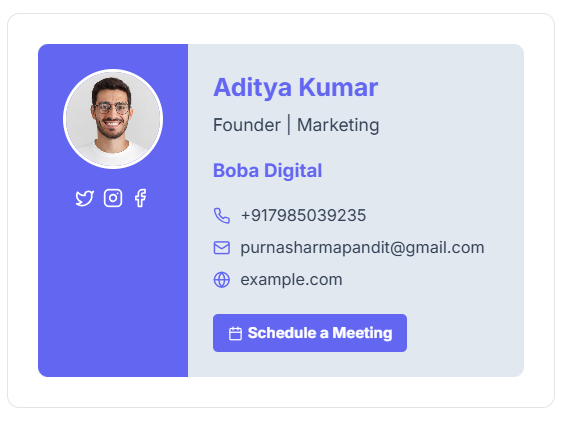 Aditya Kumar
Founder | Marketing
Boba Digital
+917985039235
purnasharmapandit@gmail.com
example.com
Schedule a Meeting